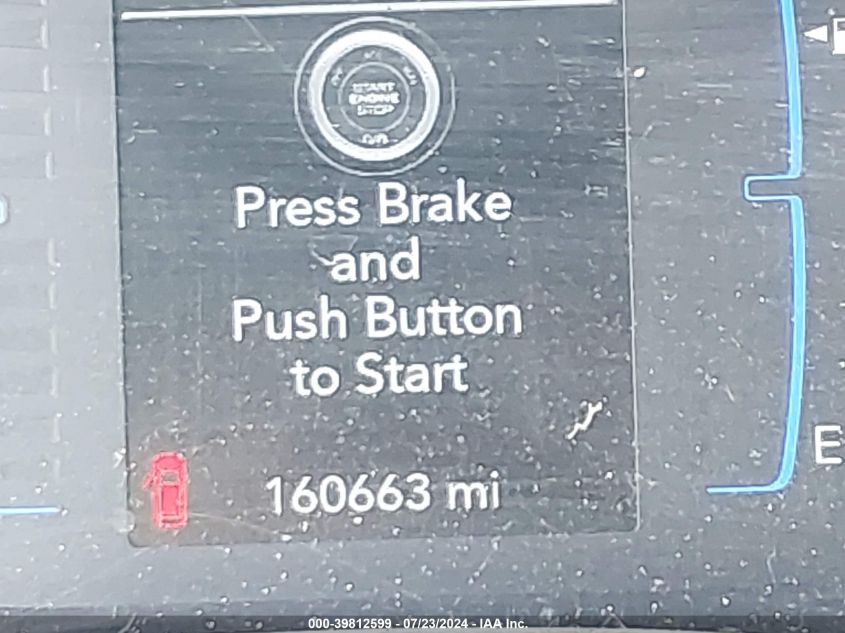 START
ENGINE
STOP
Press Brake
and
Push Button
to Start
E
160663 mi
000-39812599 - 07/23/2024 - IAA Inc.